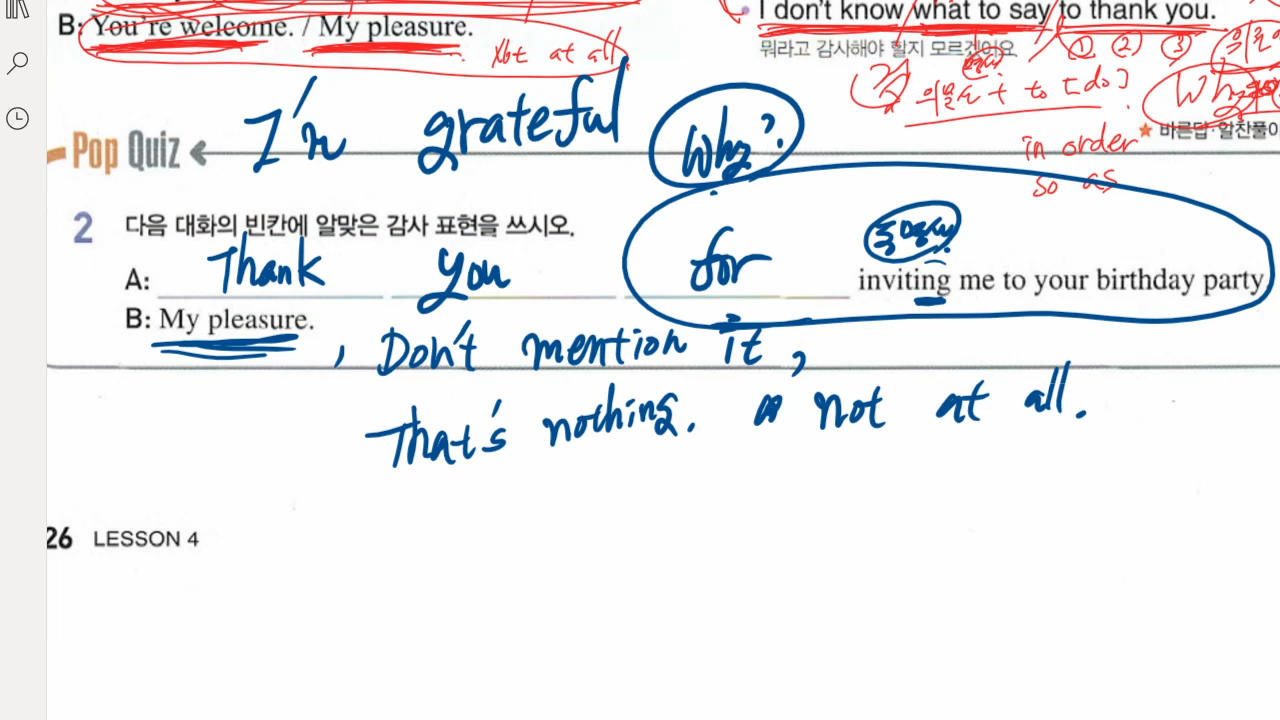 B: You're welcome. / My pleasure.
Not at all
I don't know what to say to thank you.
뭐라고 감사해야 할지 모르겠어요.
① ② ③
의문사 + to [do]
Why
in order
so as
★ 바른답·알찬풀이
I'm grateful
Why?
Pop Quiz
2 다음 대화의 빈칸에 알맞은 감사 표현을 쓰시오.
동명사
A: Thank you for inviting me to your birthday party
B: My pleasure.
, Don't mention it,
That's nothing. not at all.
26 LESSON 4